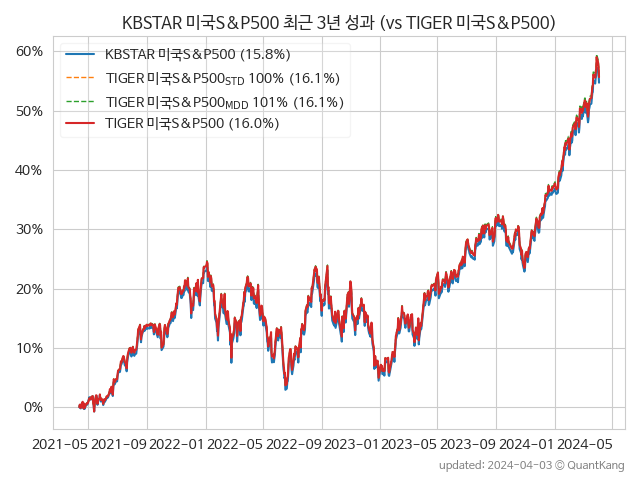 KBSTAR 미국S&P500 최근 3년 성과 (vs TIGER 미국S&P500)
60%
50%
40%
30%
20%
10%
0%
KBSTAR 미국S&P500 (15.8%)
TIGER 미국S&P500STD 100% (16.1%)
TIGER 미국S&P500MDD 101% (16.1%)
TIGER 미국S&P500 (16.0%)
2021-05 2021-09 2022-01 2022-05 2022-09 2023-01 2023-05 2023-09 2024-01 2024-05
updated: 2024-04-03 © QuantKang